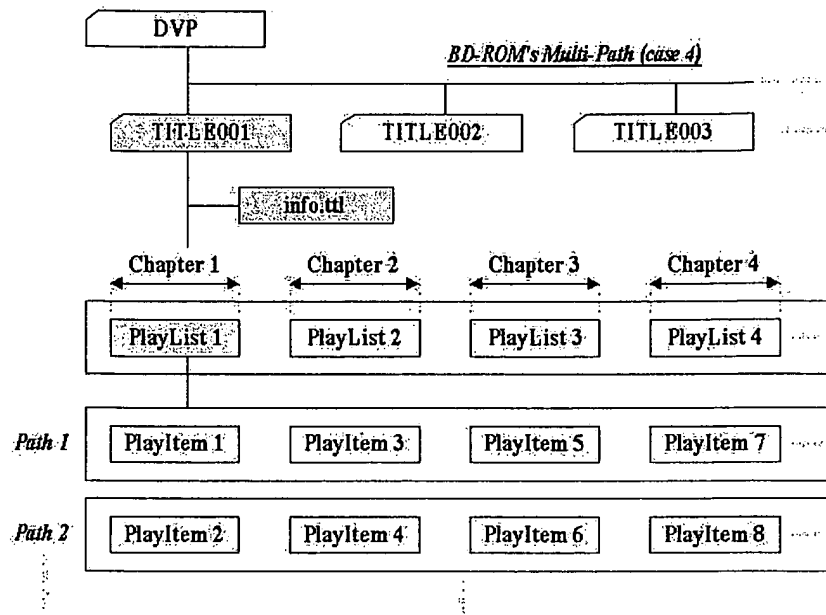 DVP
BD-ROM's Multi-Path (case 4)
TITLE001 TITLE002 TITLE003
info.ttl
Chapter 1 Chapter 2 Chapter 3 Chapter 4
PlayList 1 PlayList 2 PlayList 3 PlayList 4
Path 1 PlayItem 1 PlayItem 3 PlayItem 5 PlayItem 7
Path 2 PlayItem 2 PlayItem 4 PlayItem 6 PlayItem 8